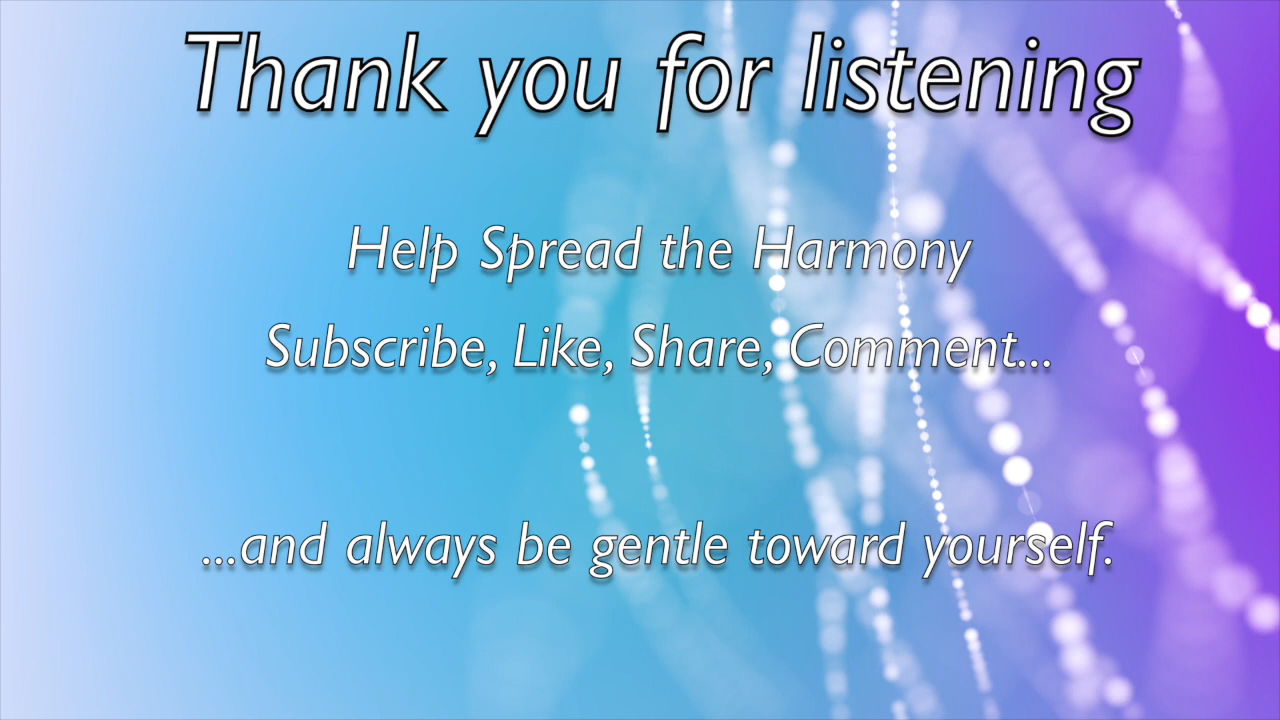 Thank you for listening
Help Spread the Harmony
Subscribe, Like, Share, Comment...
...and always be gentle toward yourself.